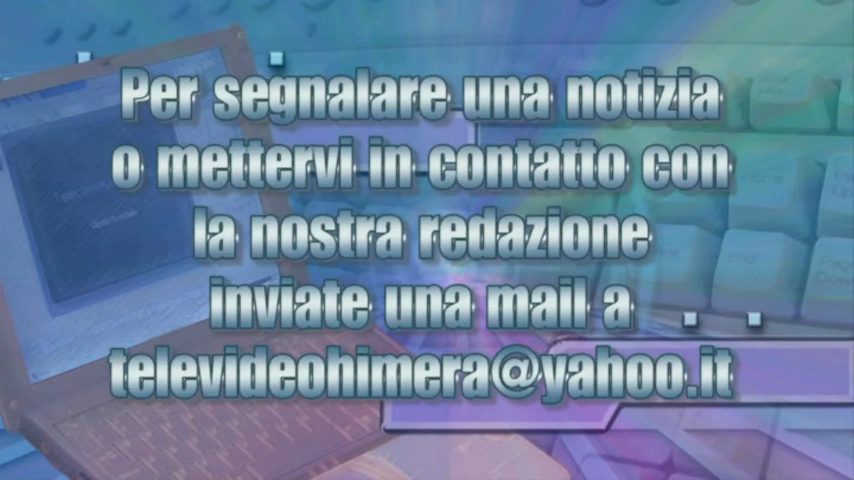 Per segnalare una notizia
o mettervi in contatto con
la nostra redazione
inviate una mail a
televideohimera@yahoo.it